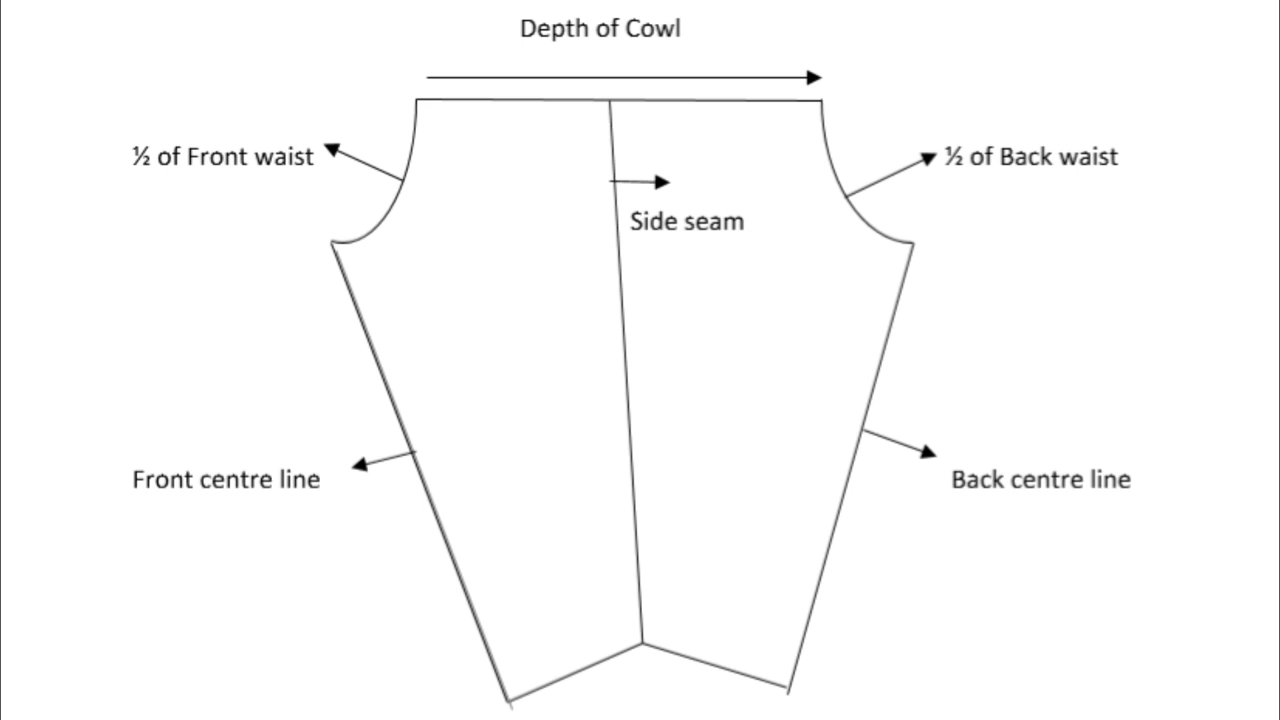 Depth of Cowl
½ of Front waist
½ of Back waist
Side seam
Front centre line
Back centre line